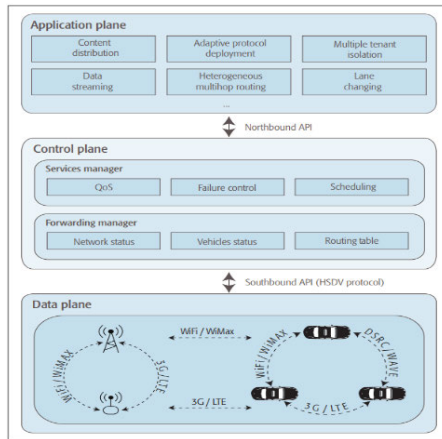 Application plane
Content
distribution
Adaptive protocol
deployment
Multiple tenant
isolation
Data
streaming
Heterogeneous
multihop routing
Lane
changing
...
Northbound API
Control plane
Services manager
QoS
Failure control
Scheduling
Forwarding manager
Network status
Vehicles status
Routing table
Southbound API (HSDV protocol)
Data plane
WiFi/WiMAX
3G/LTE
WiFi / WiMax
3G / LTE
WiFi/WiMAX
DSRC/WAVE
3G / LTE